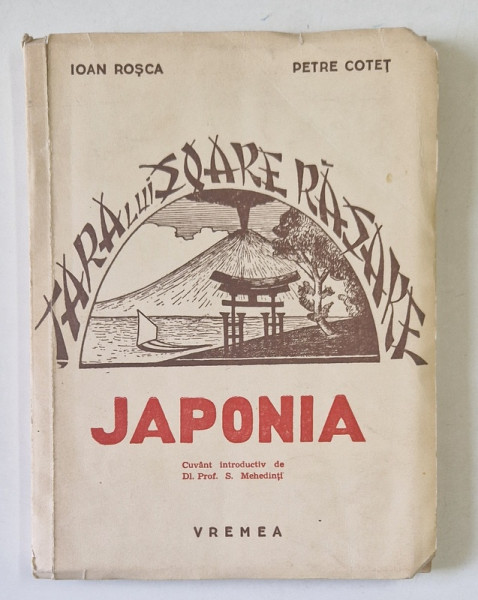 IOAN ROȘCA
PETRE COTEȚ
ȚARA LUI SOARE RĂSARE
JAPONIA
Cuvânt introductiv de
Dl. Prof. S. Mehedinți
VREMEA